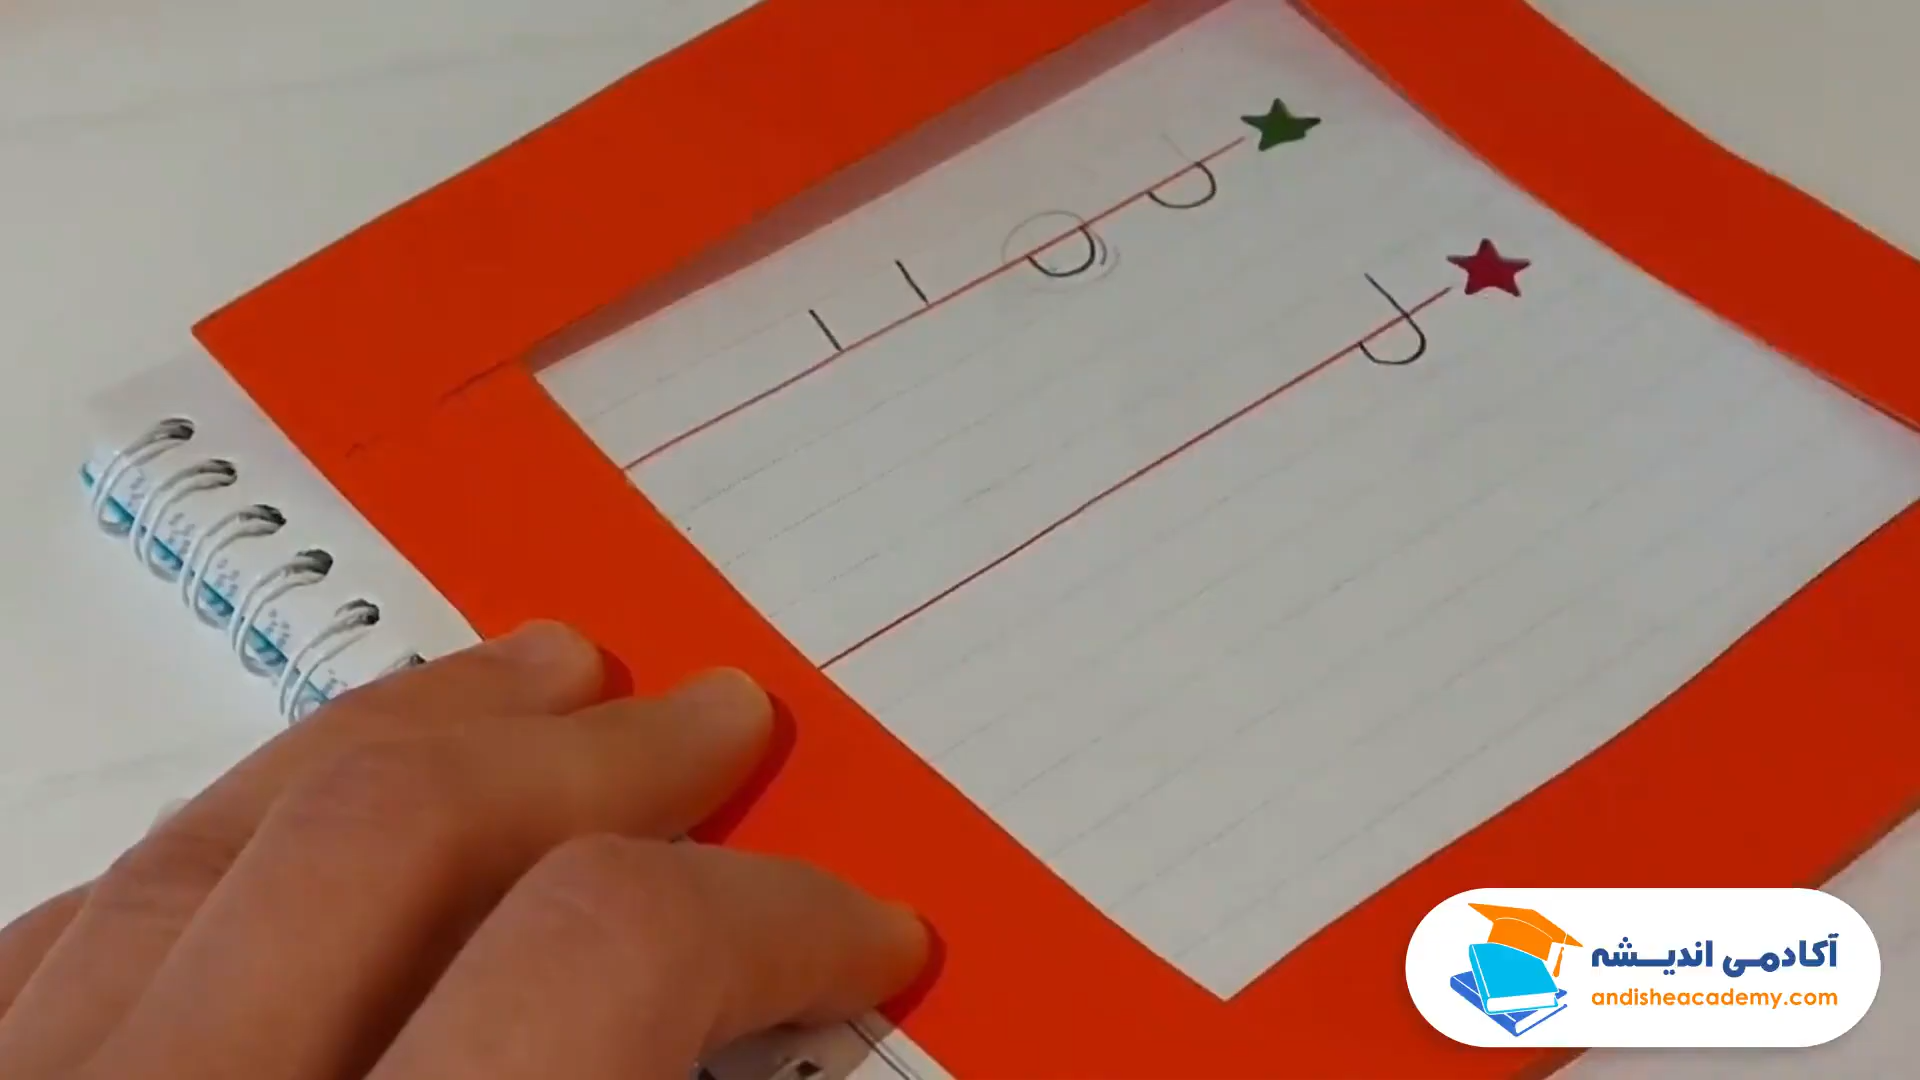 ں ں ا ا
ل
آکادمی اندیشه
andisheacademy.com